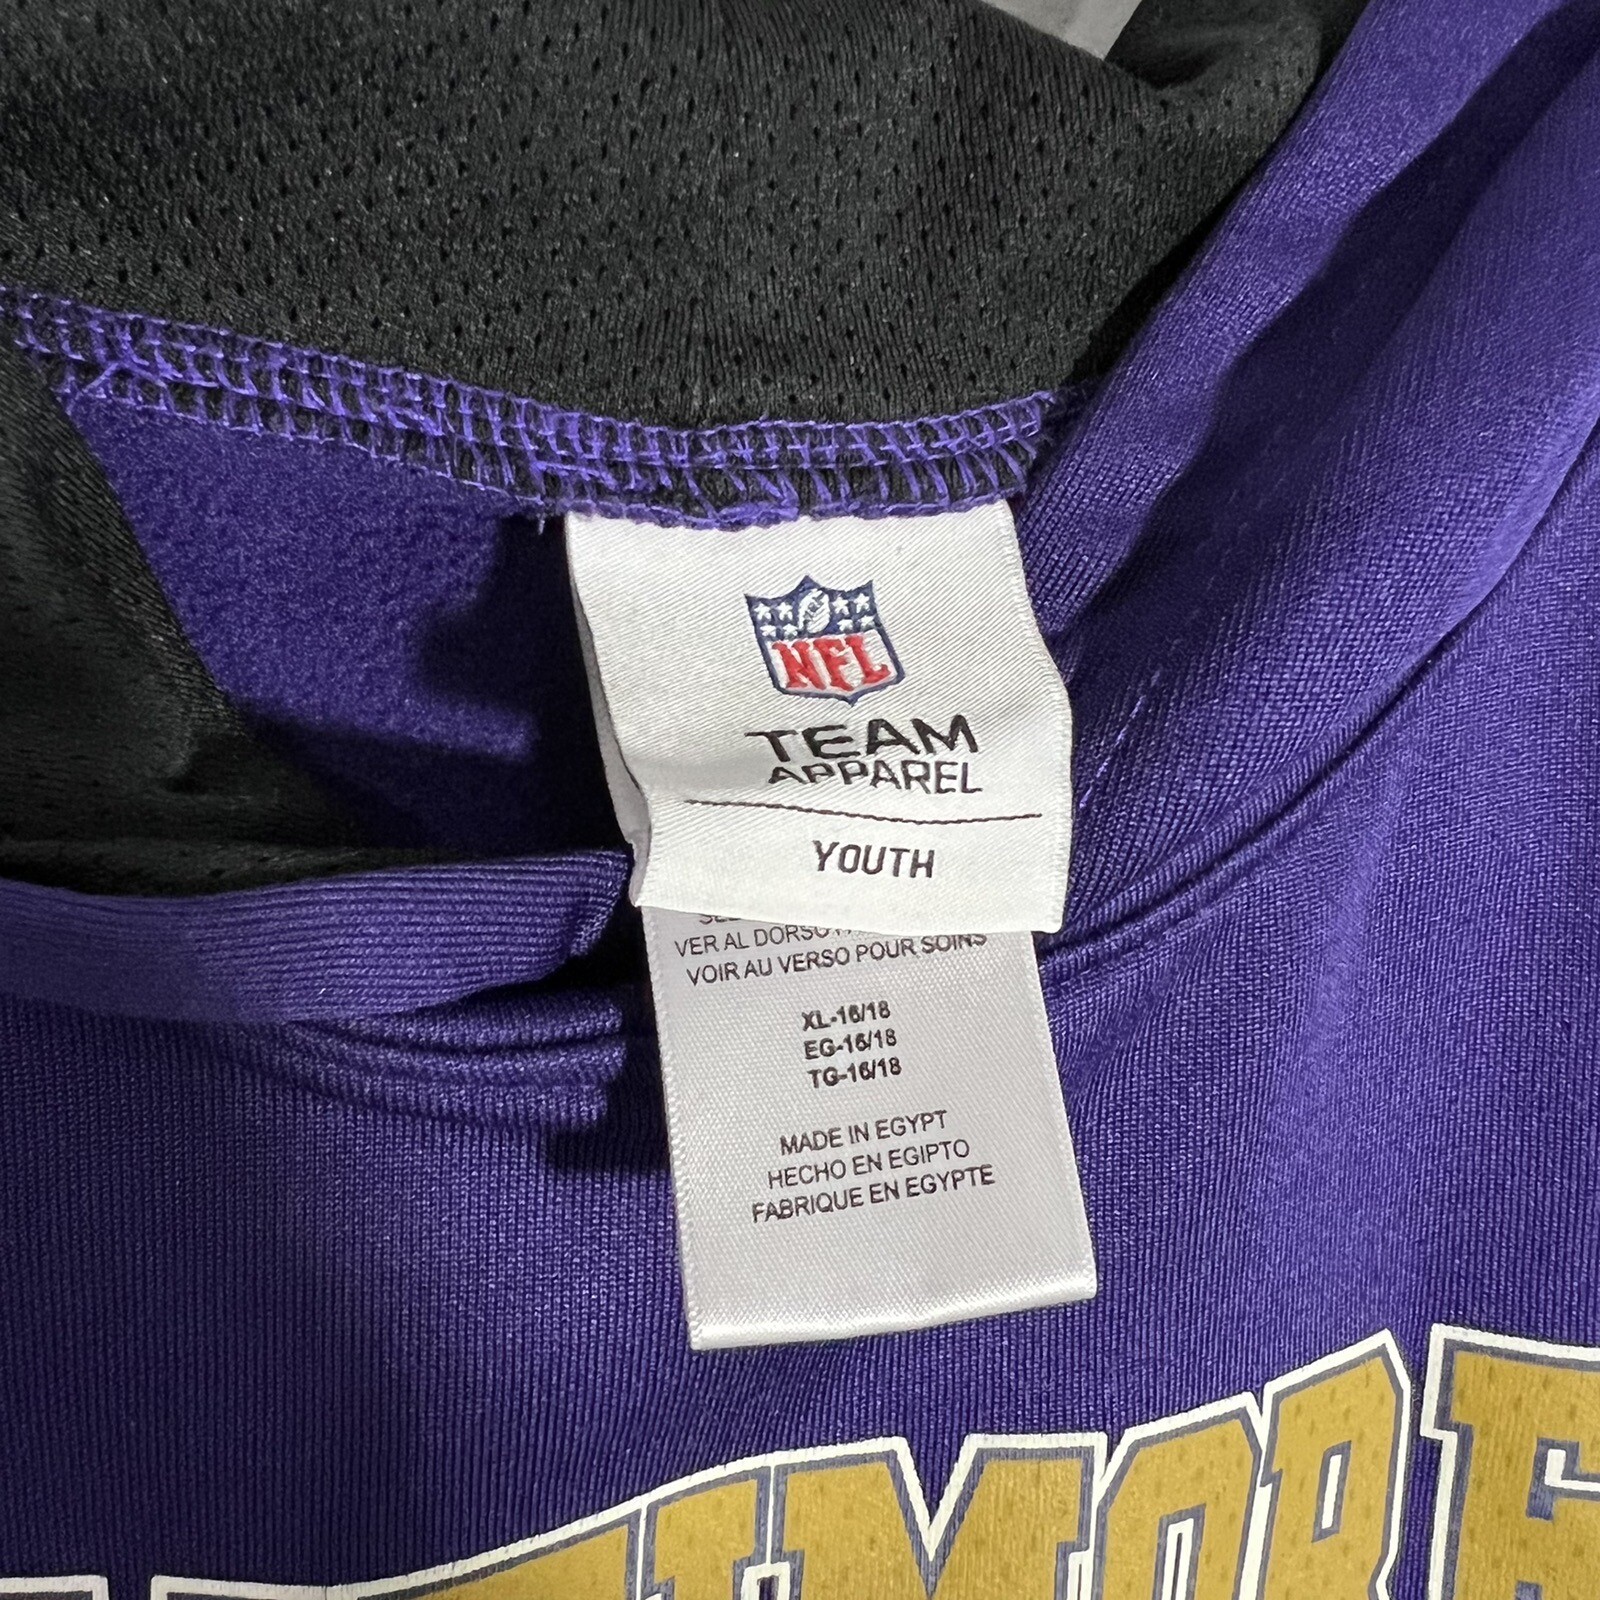 NFL
TEAM
APPAREL
YOUTH
VER AL DORSO
VOIR AU VERSO POUR SOINS
XL-16/18
EG-16/18
TG-16/18
MADE IN EGYPT
HECHO EN EGIPTO
FABRIQUE EN EGYPTE
TIMORE